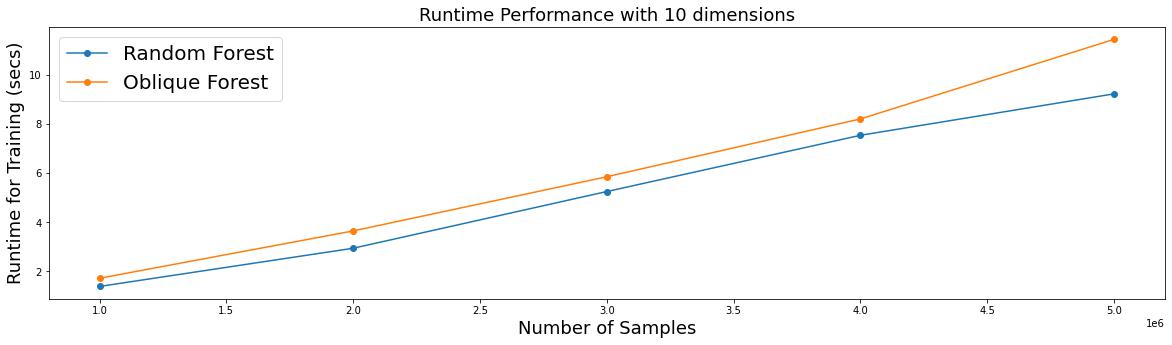 Runtime Performance with 10 dimensions
Random Forest
Oblique Forest
Runtime for Training (secs)
10
8
6
4
2
1.0 1.5 2.0 2.5 3.0 3.5 4.0 4.5 5.0
1e6
Number of Samples